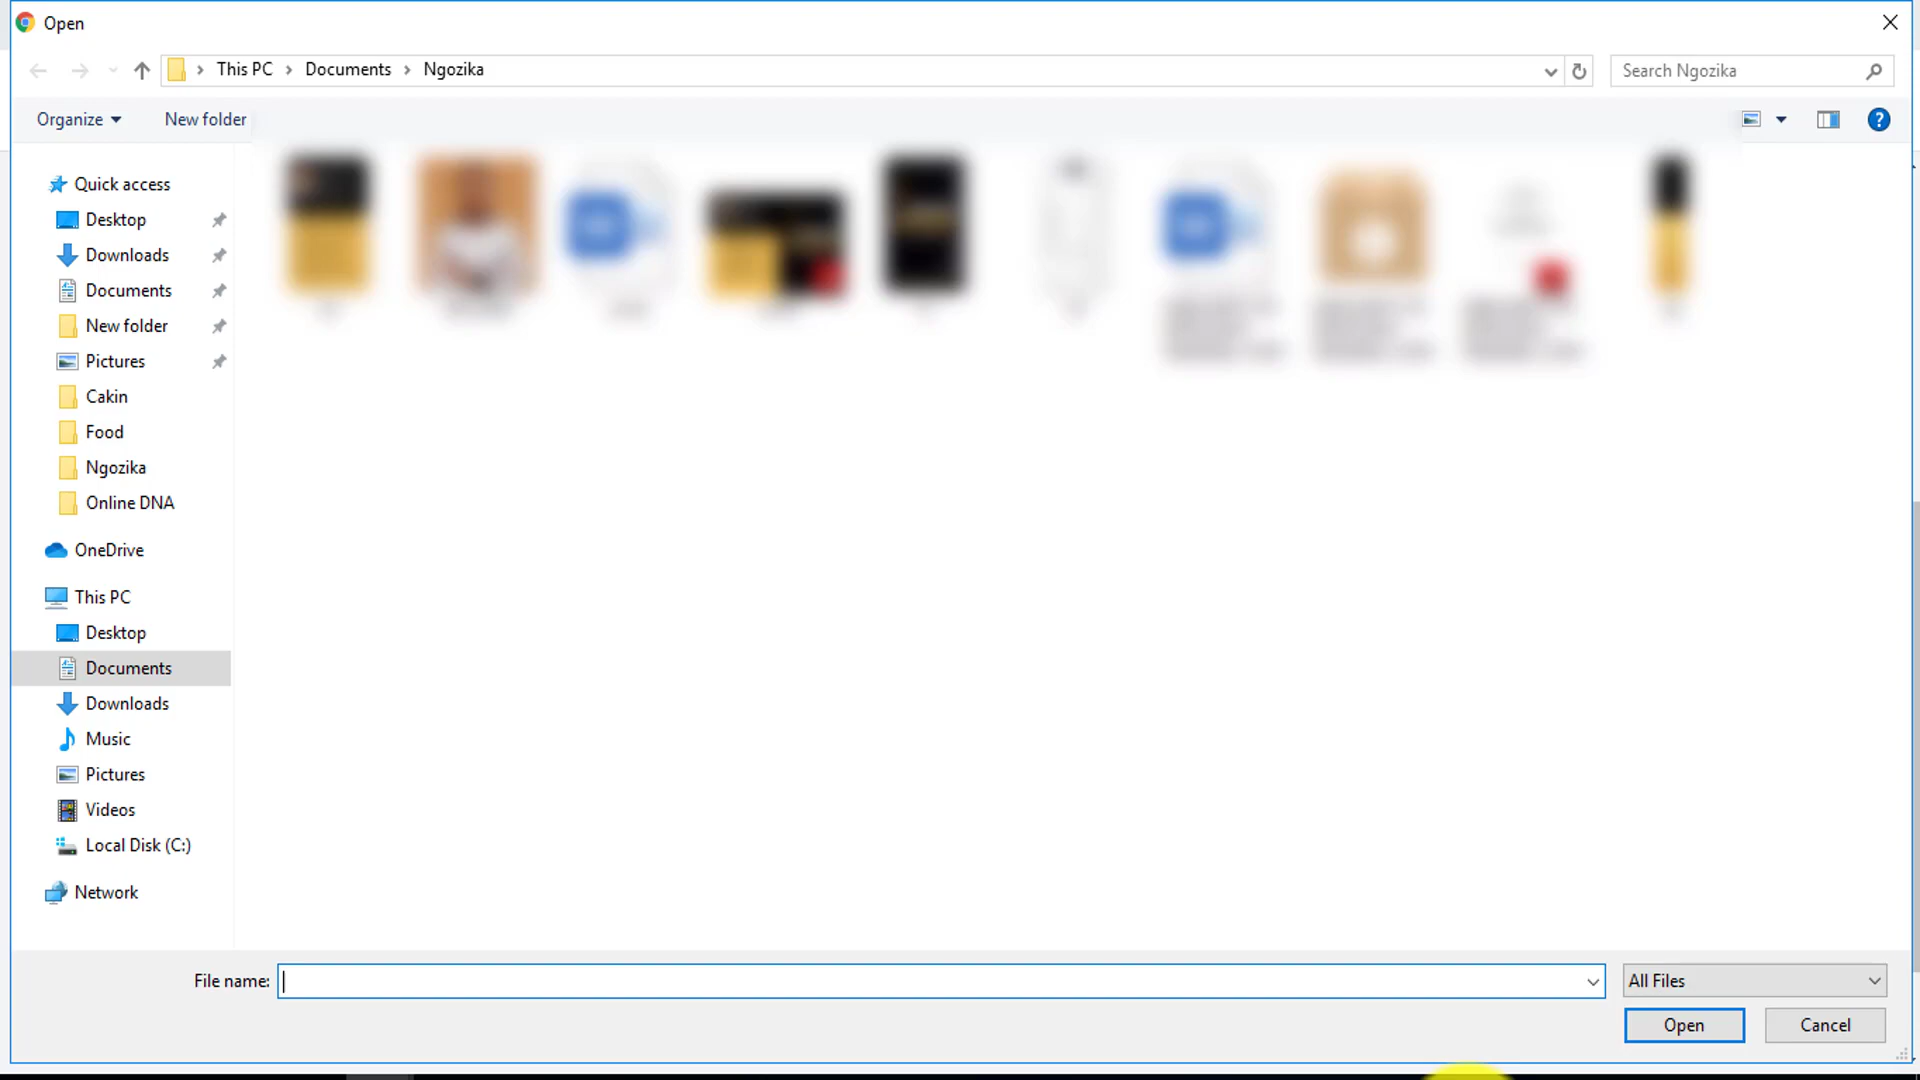 Open
This PC > Documents > Ngozika
Search Ngozika
Organize
New folder
Quick access
Desktop
Downloads
Documents
New folder
Pictures
Cakin
Food
Ngozika
Online DNA
OneDrive
This PC
Desktop
Documents
Downloads
Music
Pictures
Videos
Local Disk (C:)
Network
File name:
All Files
Open
Cancel